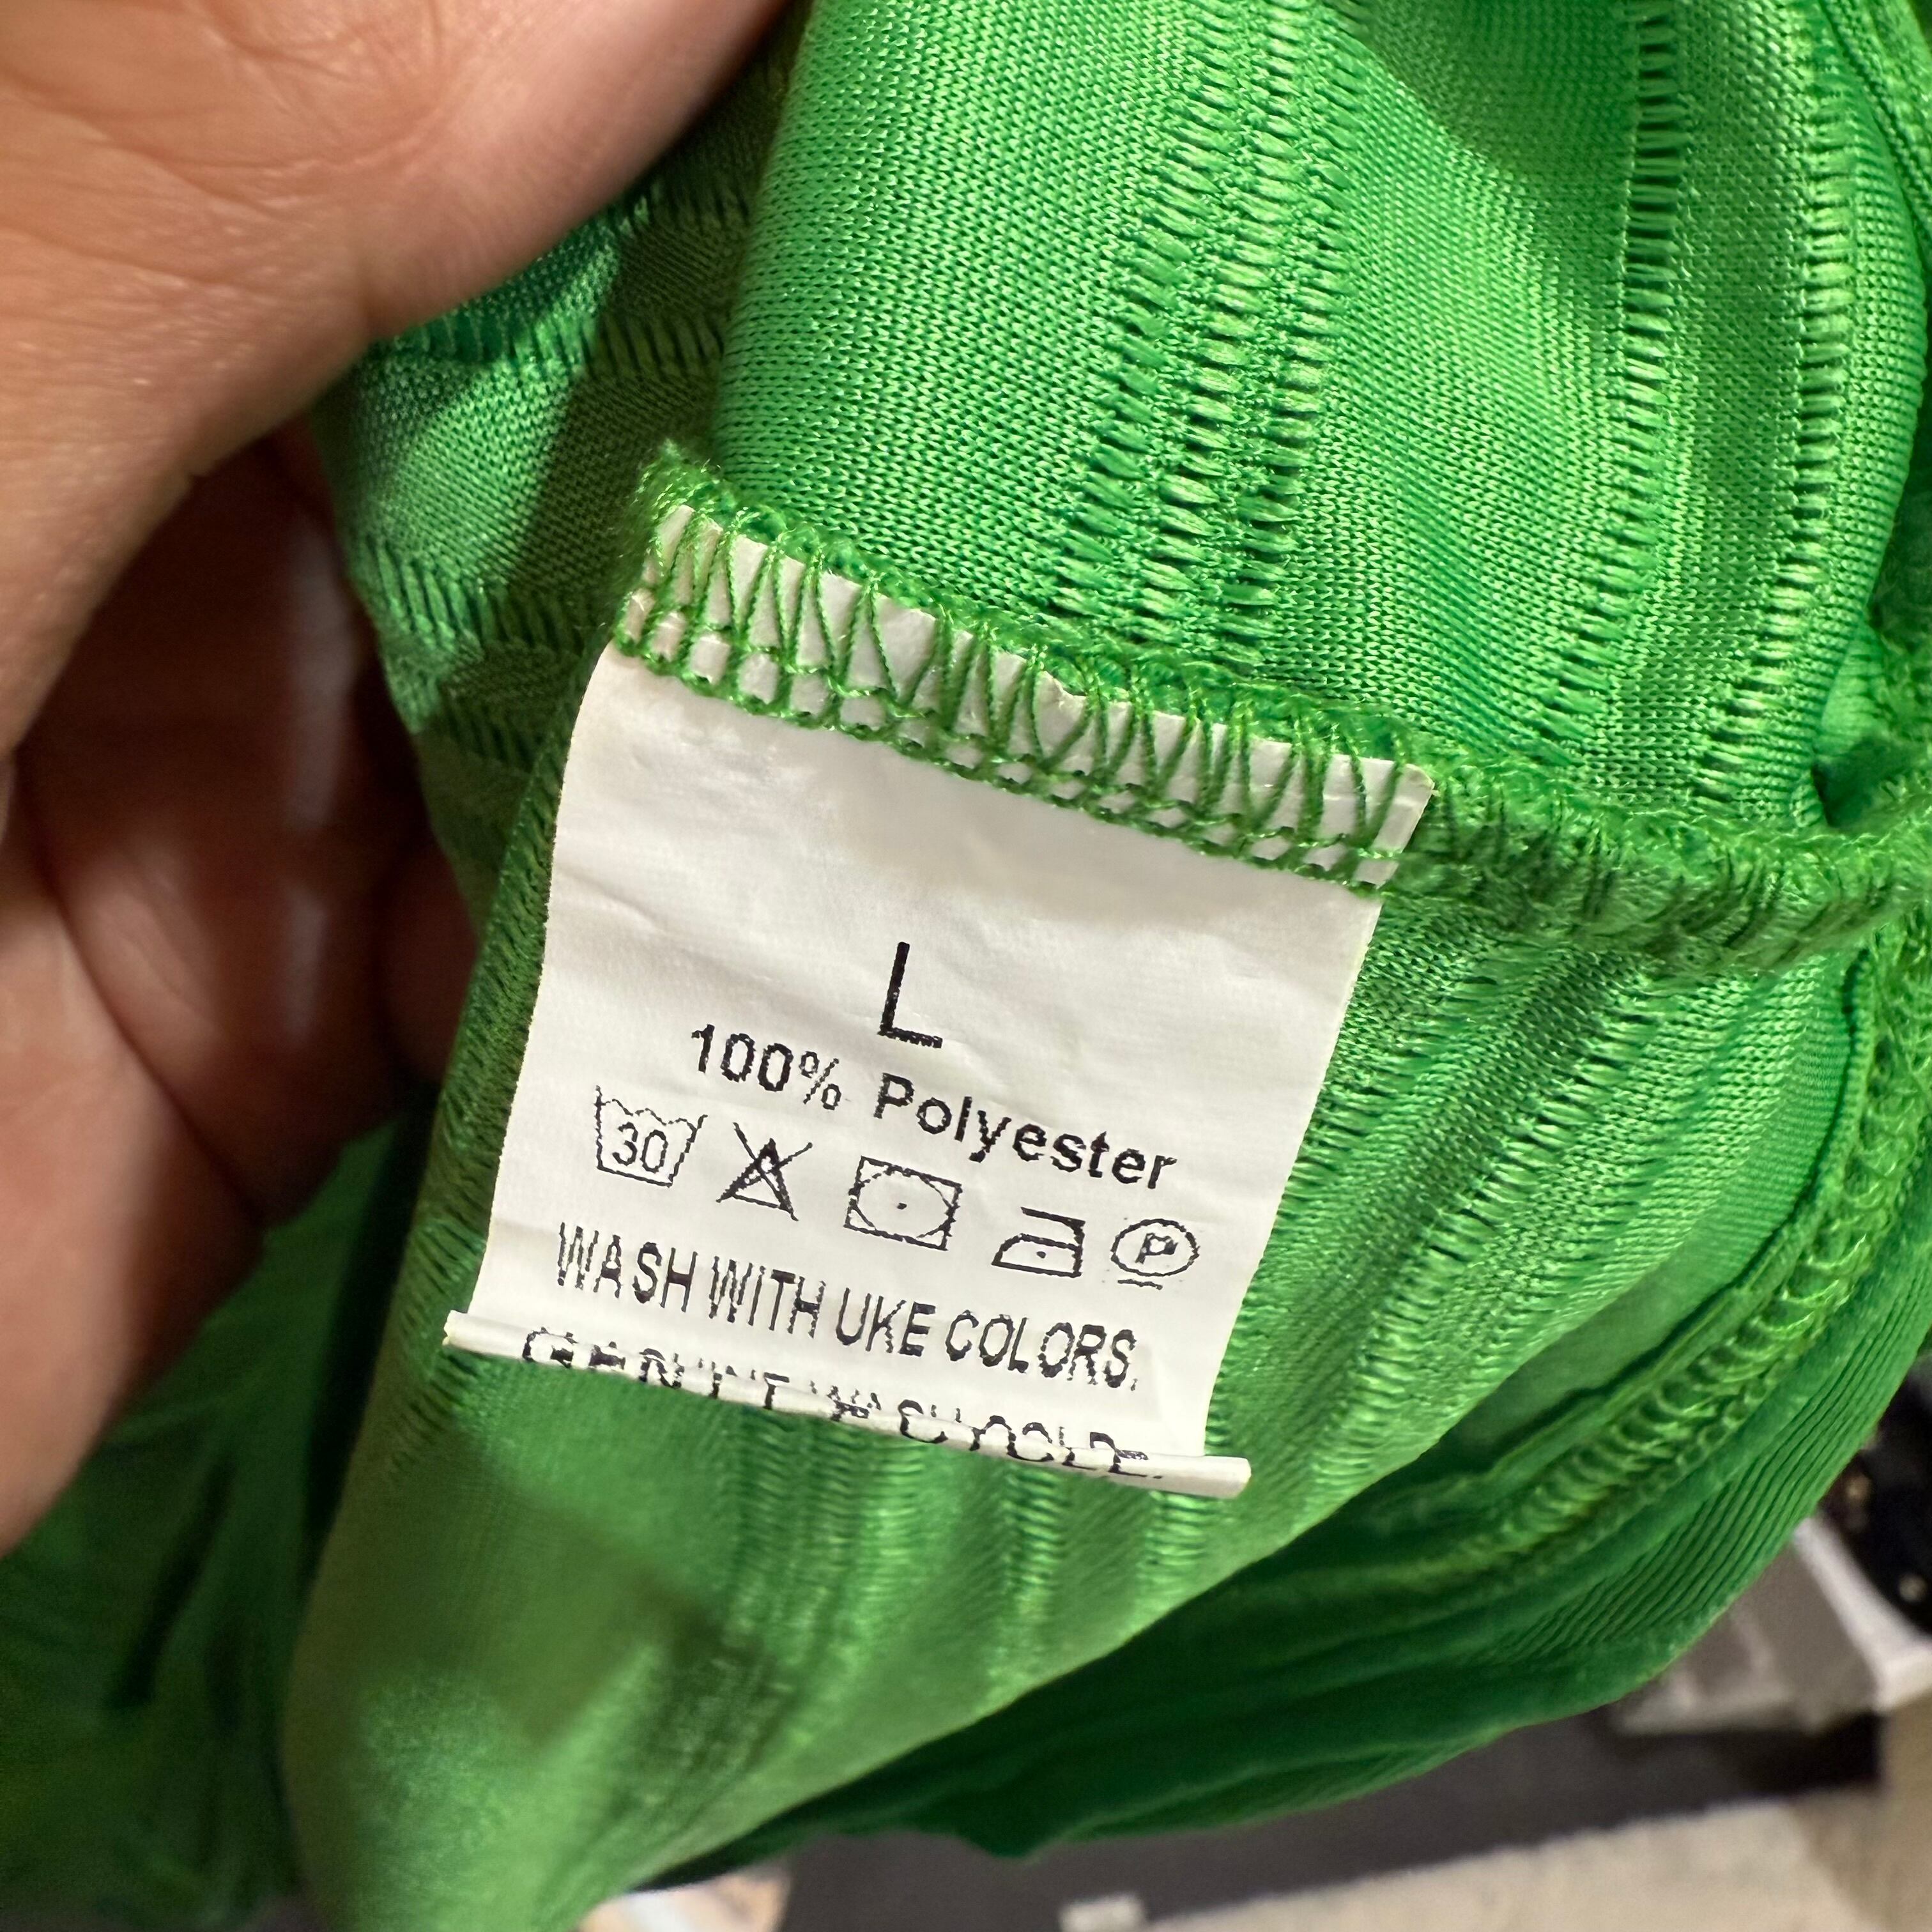 L
100% Polyester
30
P
WASH WITH UKE COLORS.